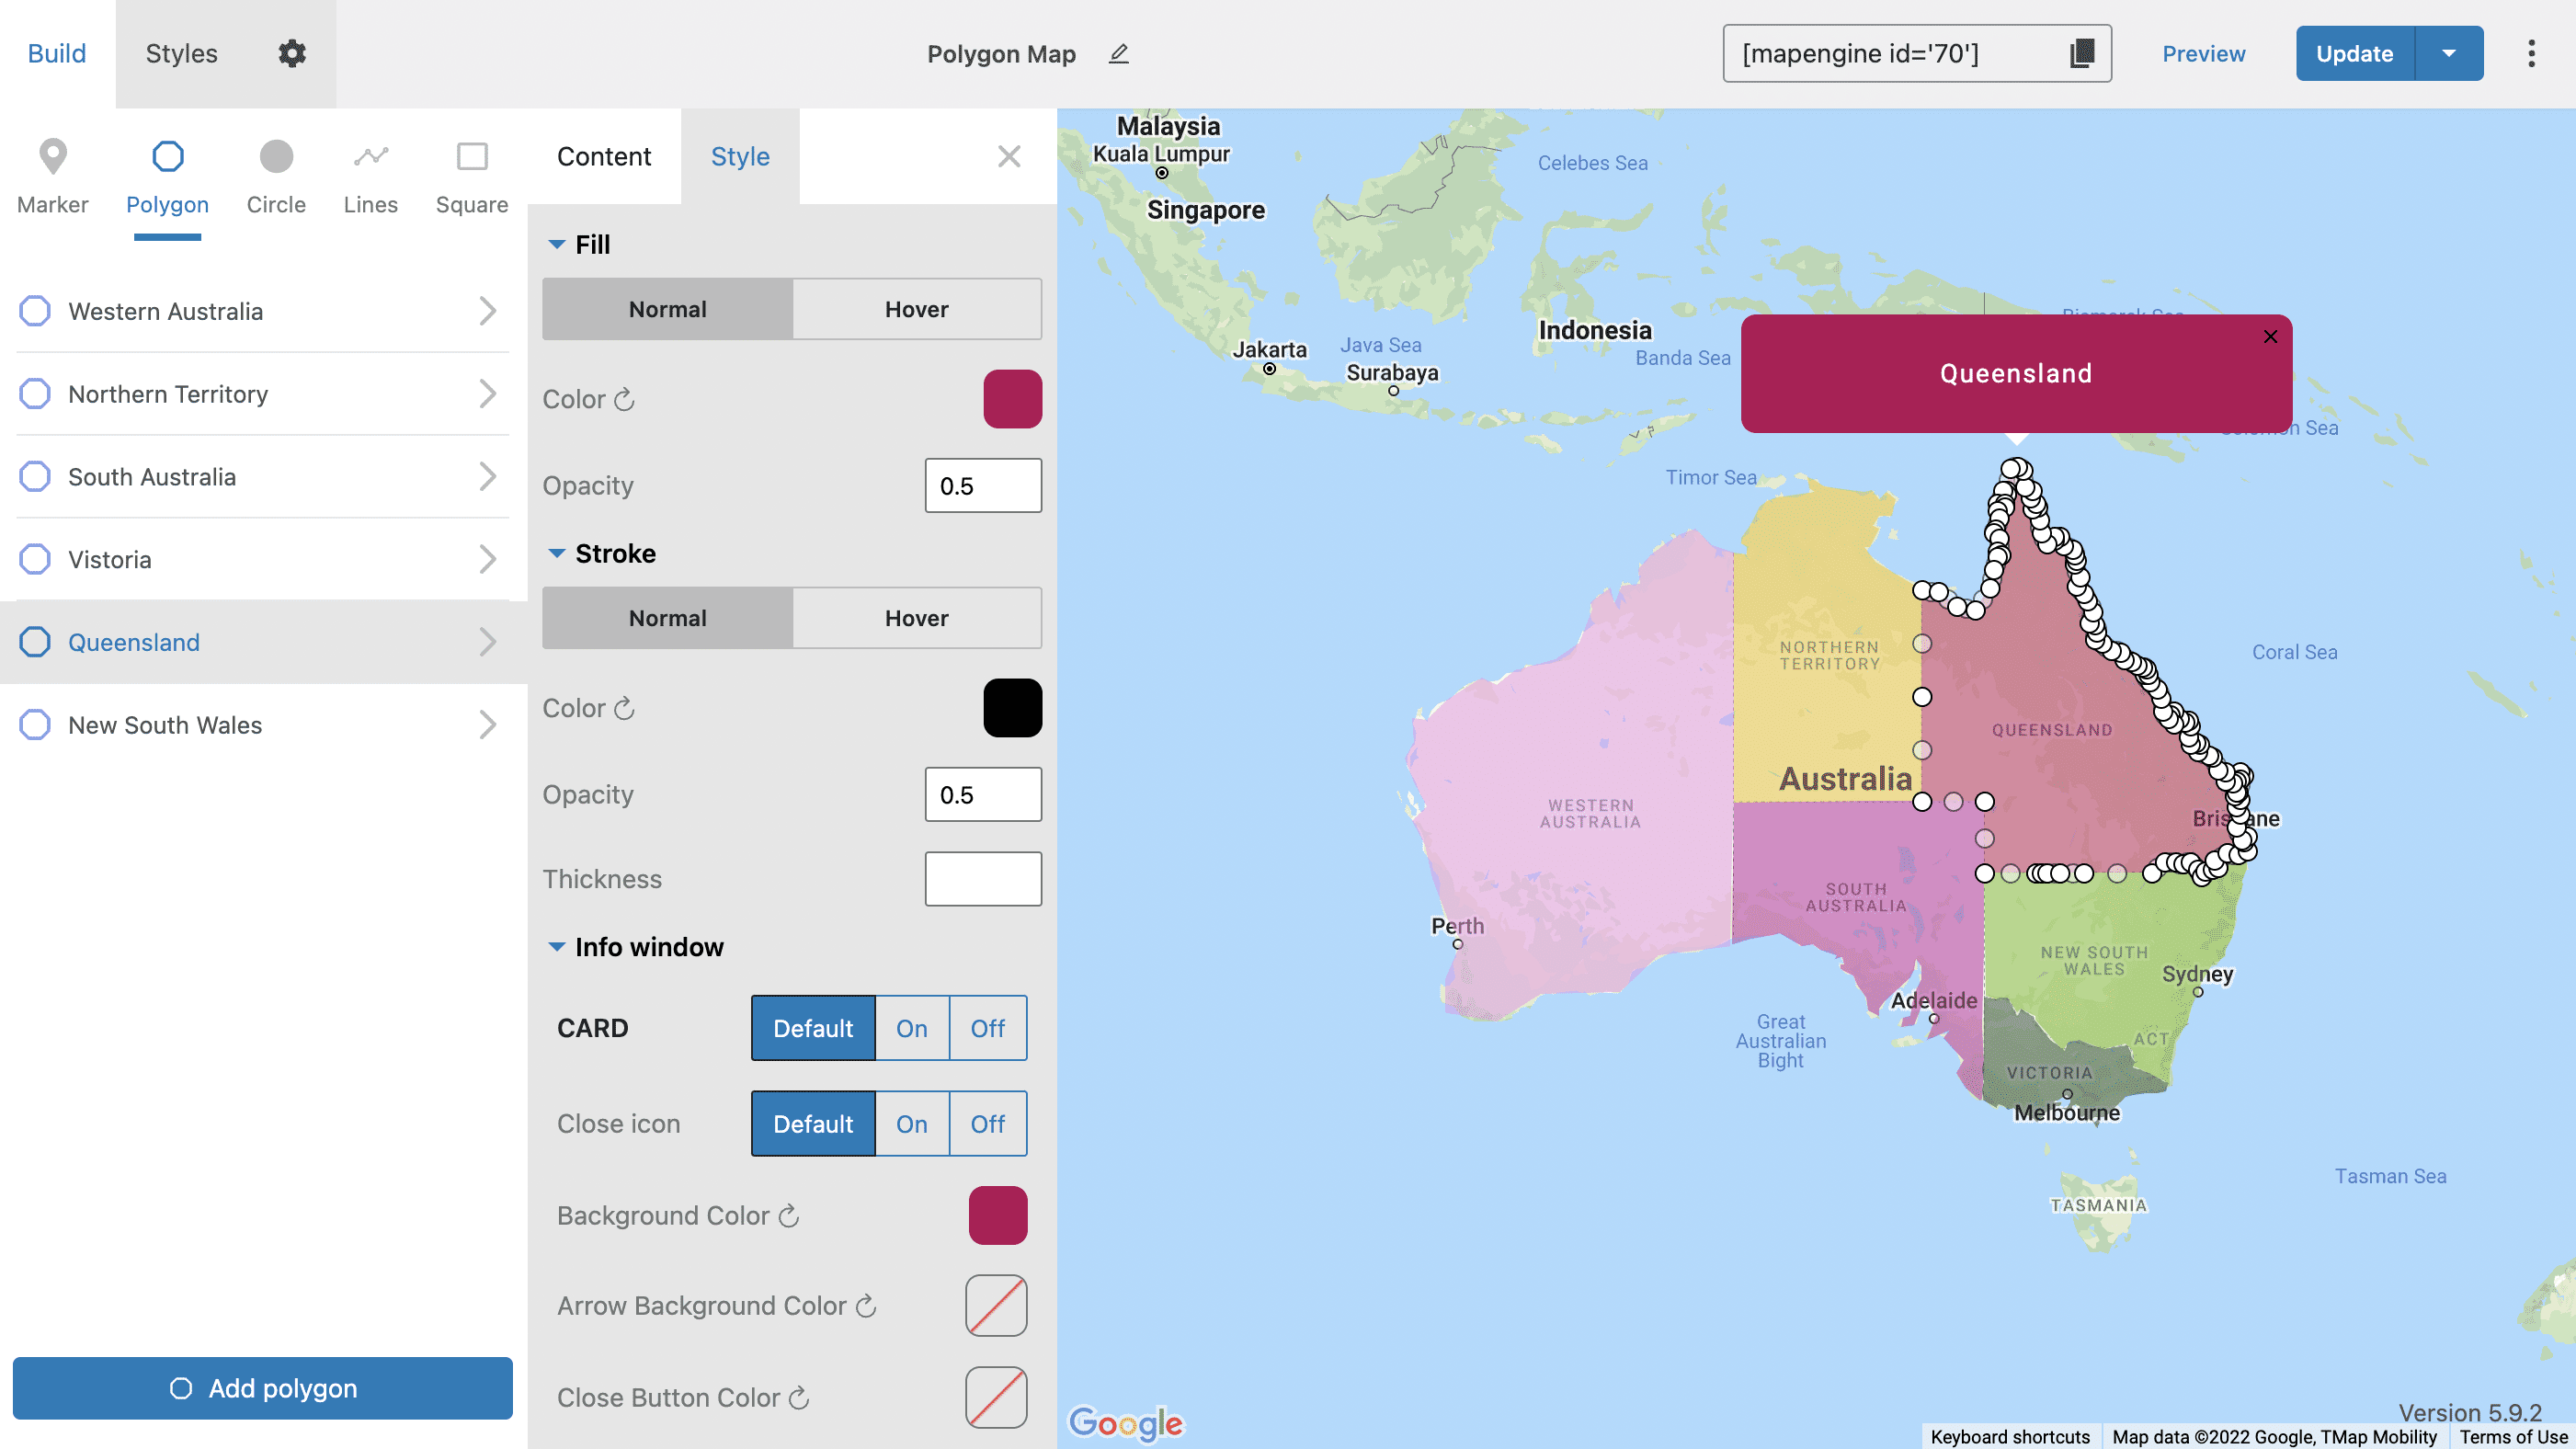 Build
Styles
Polygon Map
[mapengine id='70']
Preview
Update
Marker
Polygon
Circle
Lines
Square
Western Australia
Northern Territory
South Australia
Vistoria
Queensland
New South Wales
Add polygon
Content
Style
Fill
Normal
Hover
Color
Opacity
0.5
Stroke
Normal
Hover
Color
Opacity
0.5
Thickness
Info window
CARD
Default
On
Off
Close icon
Default
On
Off
Background Color
Arrow Background Color
Close Button Color
Malaysia
Kuala Lumpur
Singapore
Celebes Sea
Indonesia
Jakarta
Java Sea
Banda Sea
Surabaya
Bismarck Sea
Queensland
Solomon Sea
Timor Sea
Coral Sea
NORTHERN
TERRITORY
QUEENSLAND
Australia
WESTERN
AUSTRALIA
Brisbane
SOUTH
AUSTRALIA
Perth
NEW SOUTH
WALES
Sydney
Adelaide
Great
Australian
Bight
ACT
VICTORIA
Melbourne
Tasman Sea
TASMANIA
Google
Version 5.9.2
Keyboard shortcuts
Map data ©2022 Google, TMap Mobility
Terms of Use